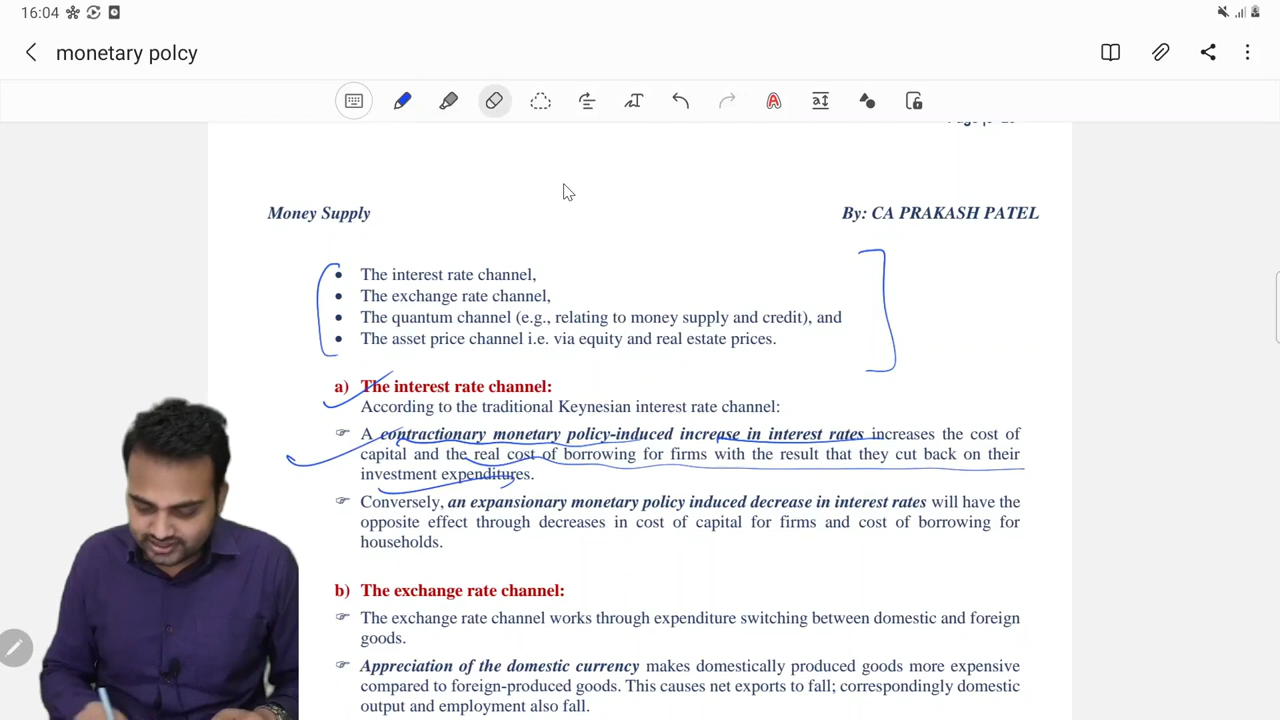 16:04
monetary polcy
Money Supply
By: CA PRAKASH PATEL
• The interest rate channel,
• The exchange rate channel,
• The quantum channel (e.g., relating to money supply and credit), and
• The asset price channel i.e. via equity and real estate prices.
a) The interest rate channel:
According to the traditional Keynesian interest rate channel:
☞ A contractionary monetary policy-induced increase in interest rates increases the cost of
capital and the real cost of borrowing for firms with the result that they cut back on their
investment expenditures.
☞ Conversely, an expansionary monetary policy induced decrease in interest rates will have the
opposite effect through decreases in cost of capital for firms and cost of borrowing for
households.
b) The exchange rate channel:
☞ The exchange rate channel works through expenditure switching between domestic and foreign
goods.
☞ Appreciation of the domestic currency makes domestically produced goods more expensive
compared to foreign-produced goods. This causes net exports to fall; correspondingly domestic
output and employment also fall.